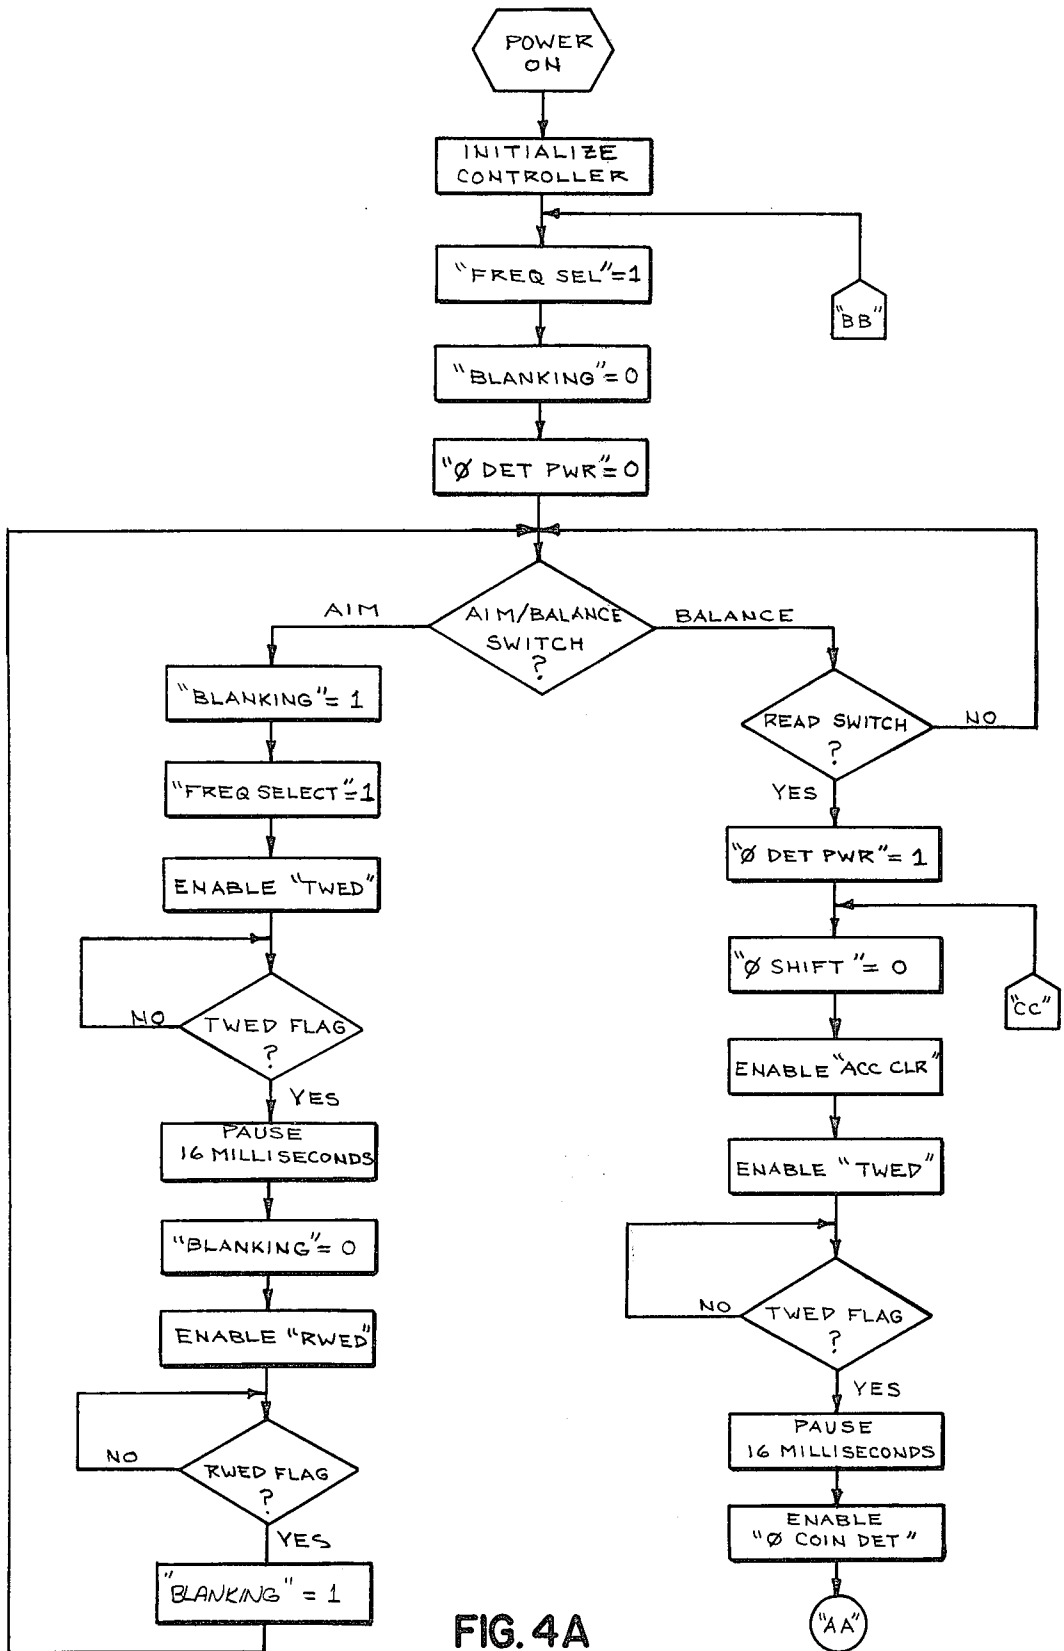 POWER
ON
INITIALIZE
CONTROLLER
"FREQ SEL"=1
"BB"
"BLANKING"=0
"Ø DET PWR"=0
AIM
AIM/BALANCE
SWITCH
?
BALANCE
"BLANKING"= 1
READ SWITCH
?
NO
YES
"FREQ SELECT"=1
"Ø DET PWR"= 1
ENABLE "TWED"
"Ø SHIFT"= 0
"CC"
NO
TWED FLAG
?
YES
ENABLE "ACC CLR"
PAUSE
16 MILLISECONDS
ENABLE "TWED"
"BLANKING"= 0
NO
TWED FLAG
?
YES
ENABLE "RWED"
NO
RWED FLAG
?
YES
PAUSE
16 MILLISECONDS
ENABLE
"Ø COIN DET"
"BLANKING" = 1
"AA"
FIG. 4A